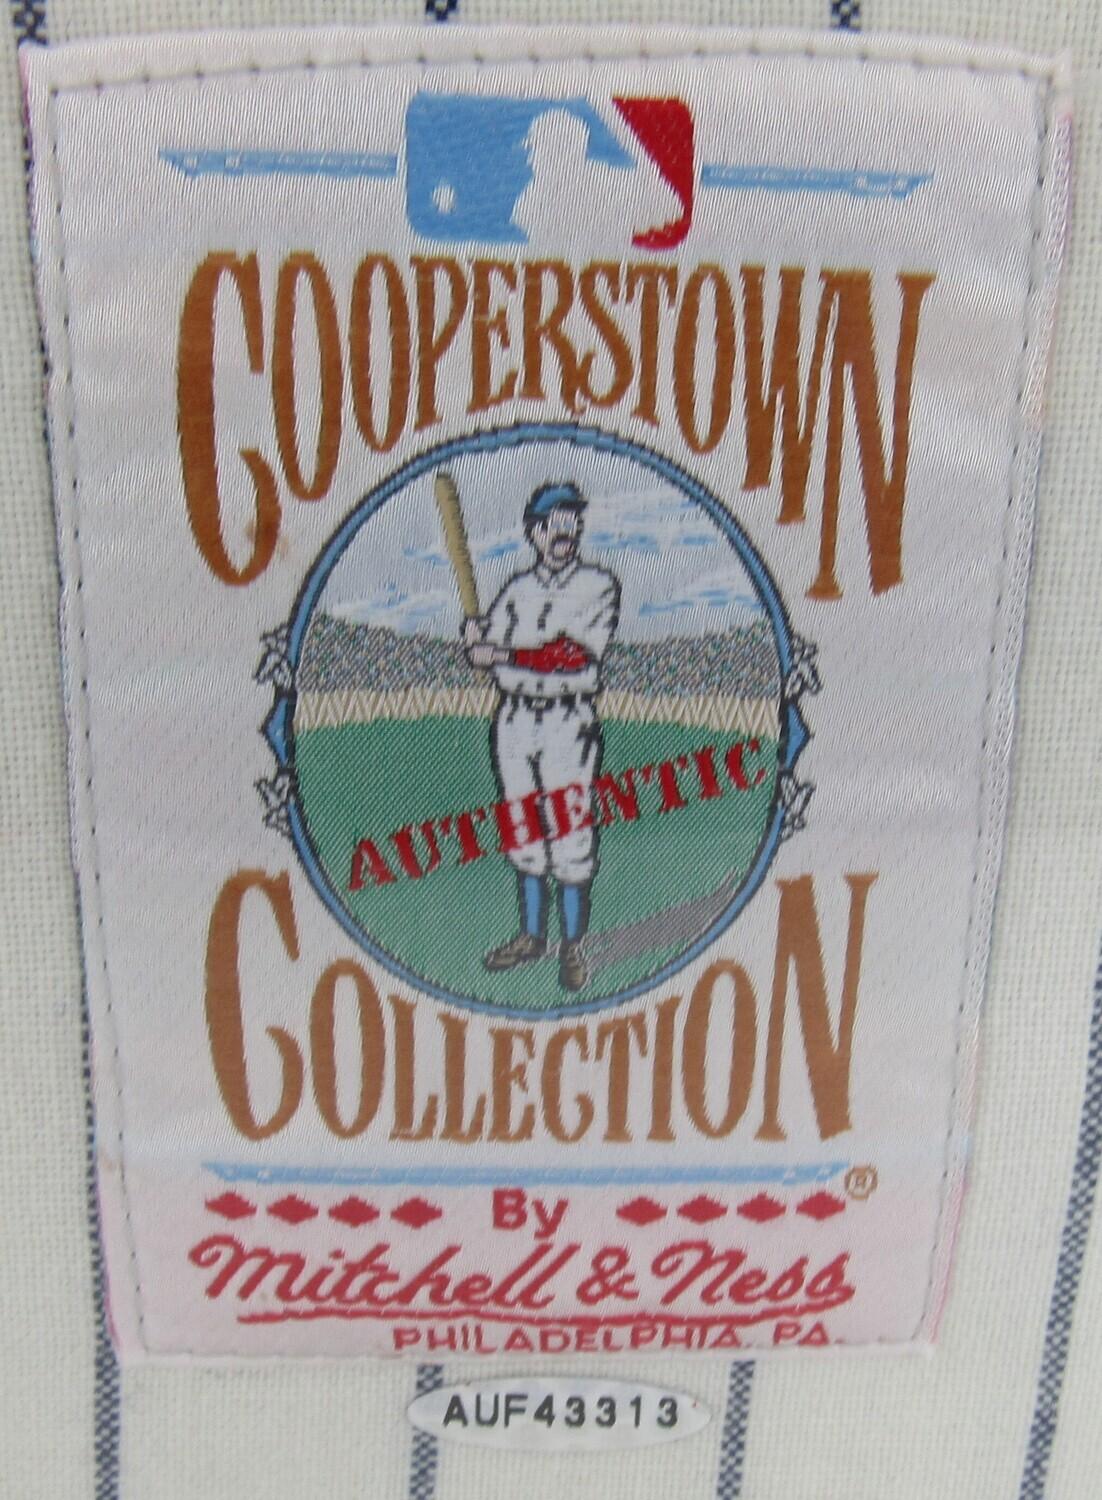 COOPERSTOWN
AUTHENTIC
COLLECTION®
By
Mitchell & Ness
PHILADELPHIA, PA.
AUF43313